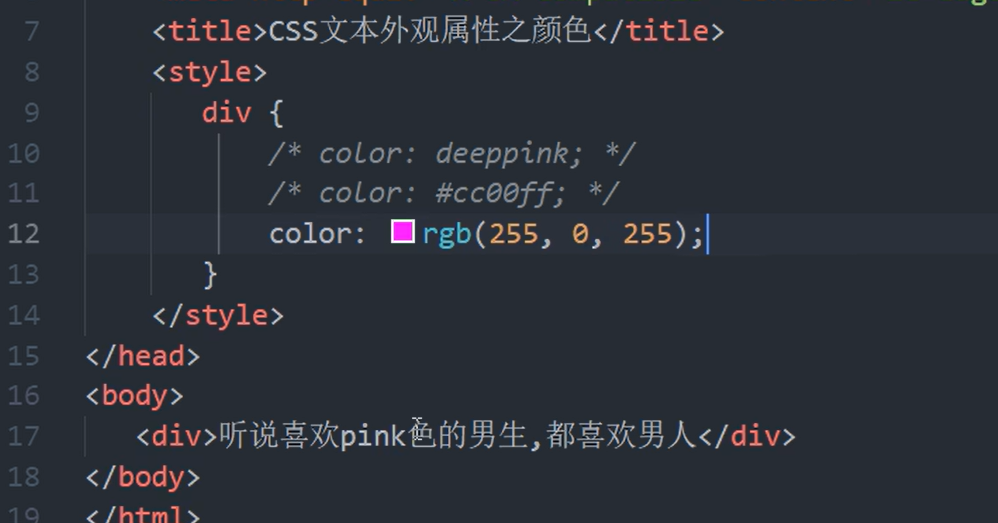 7 <title>CSS文本外观属性之颜色</title>
8 <style>
9 div {
10 /* color: deeppink; */
11 /* color: #cc00ff; */
12 color: rgb(255, 0, 255);
13 }
14 </style>
15 </head>
16 <body>
17 <div>听说喜欢pink色的男生,都喜欢男人</div>
18 </body>
19 </html>